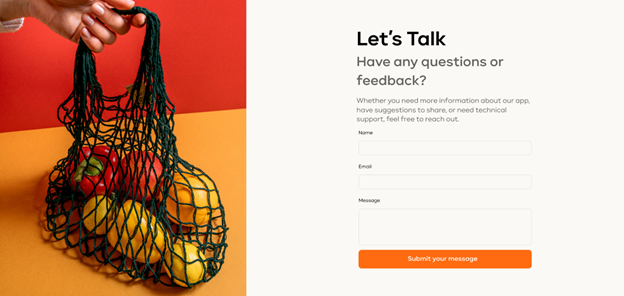 Let's Talk
Have any questions or
feedback?
Whether you need more information about our app,
have suggestions to share, or need technical
support, feel free to reach out.
Name
Email
Message
Submit your message